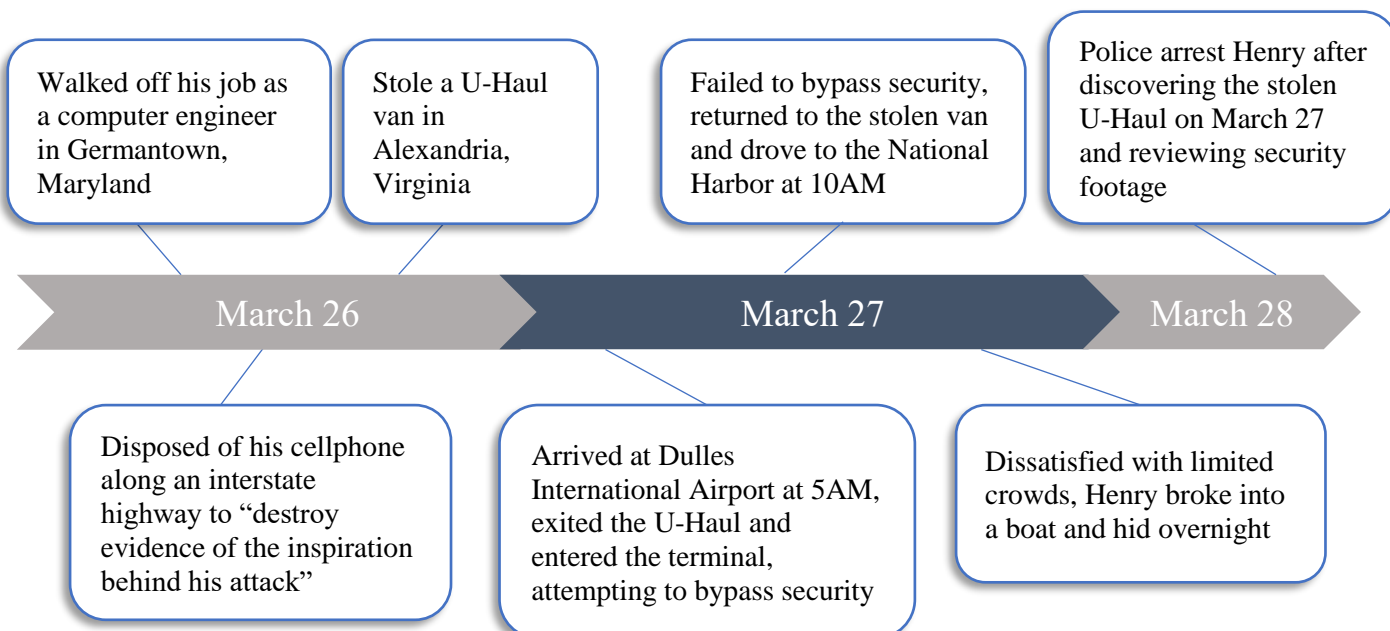 Walked off his job as
a computer engineer
in Germantown,
Maryland
Stole a U-Haul
van in
Alexandria,
Virginia
Failed to bypass security,
returned to the stolen van
and drove to the National
Harbor at 10AM
Police arrest Henry after
discovering the stolen
U-Haul on March 27
and reviewing security
footage
March 26
March 27
March 28
Disposed of his cellphone
along an interstate
highway to “destroy
evidence of the inspiration
behind his attack”
Arrived at Dulles
International Airport at 5AM,
exited the U-Haul and
entered the terminal,
attempting to bypass security
Dissatisfied with limited
crowds, Henry broke into
a boat and hid overnight